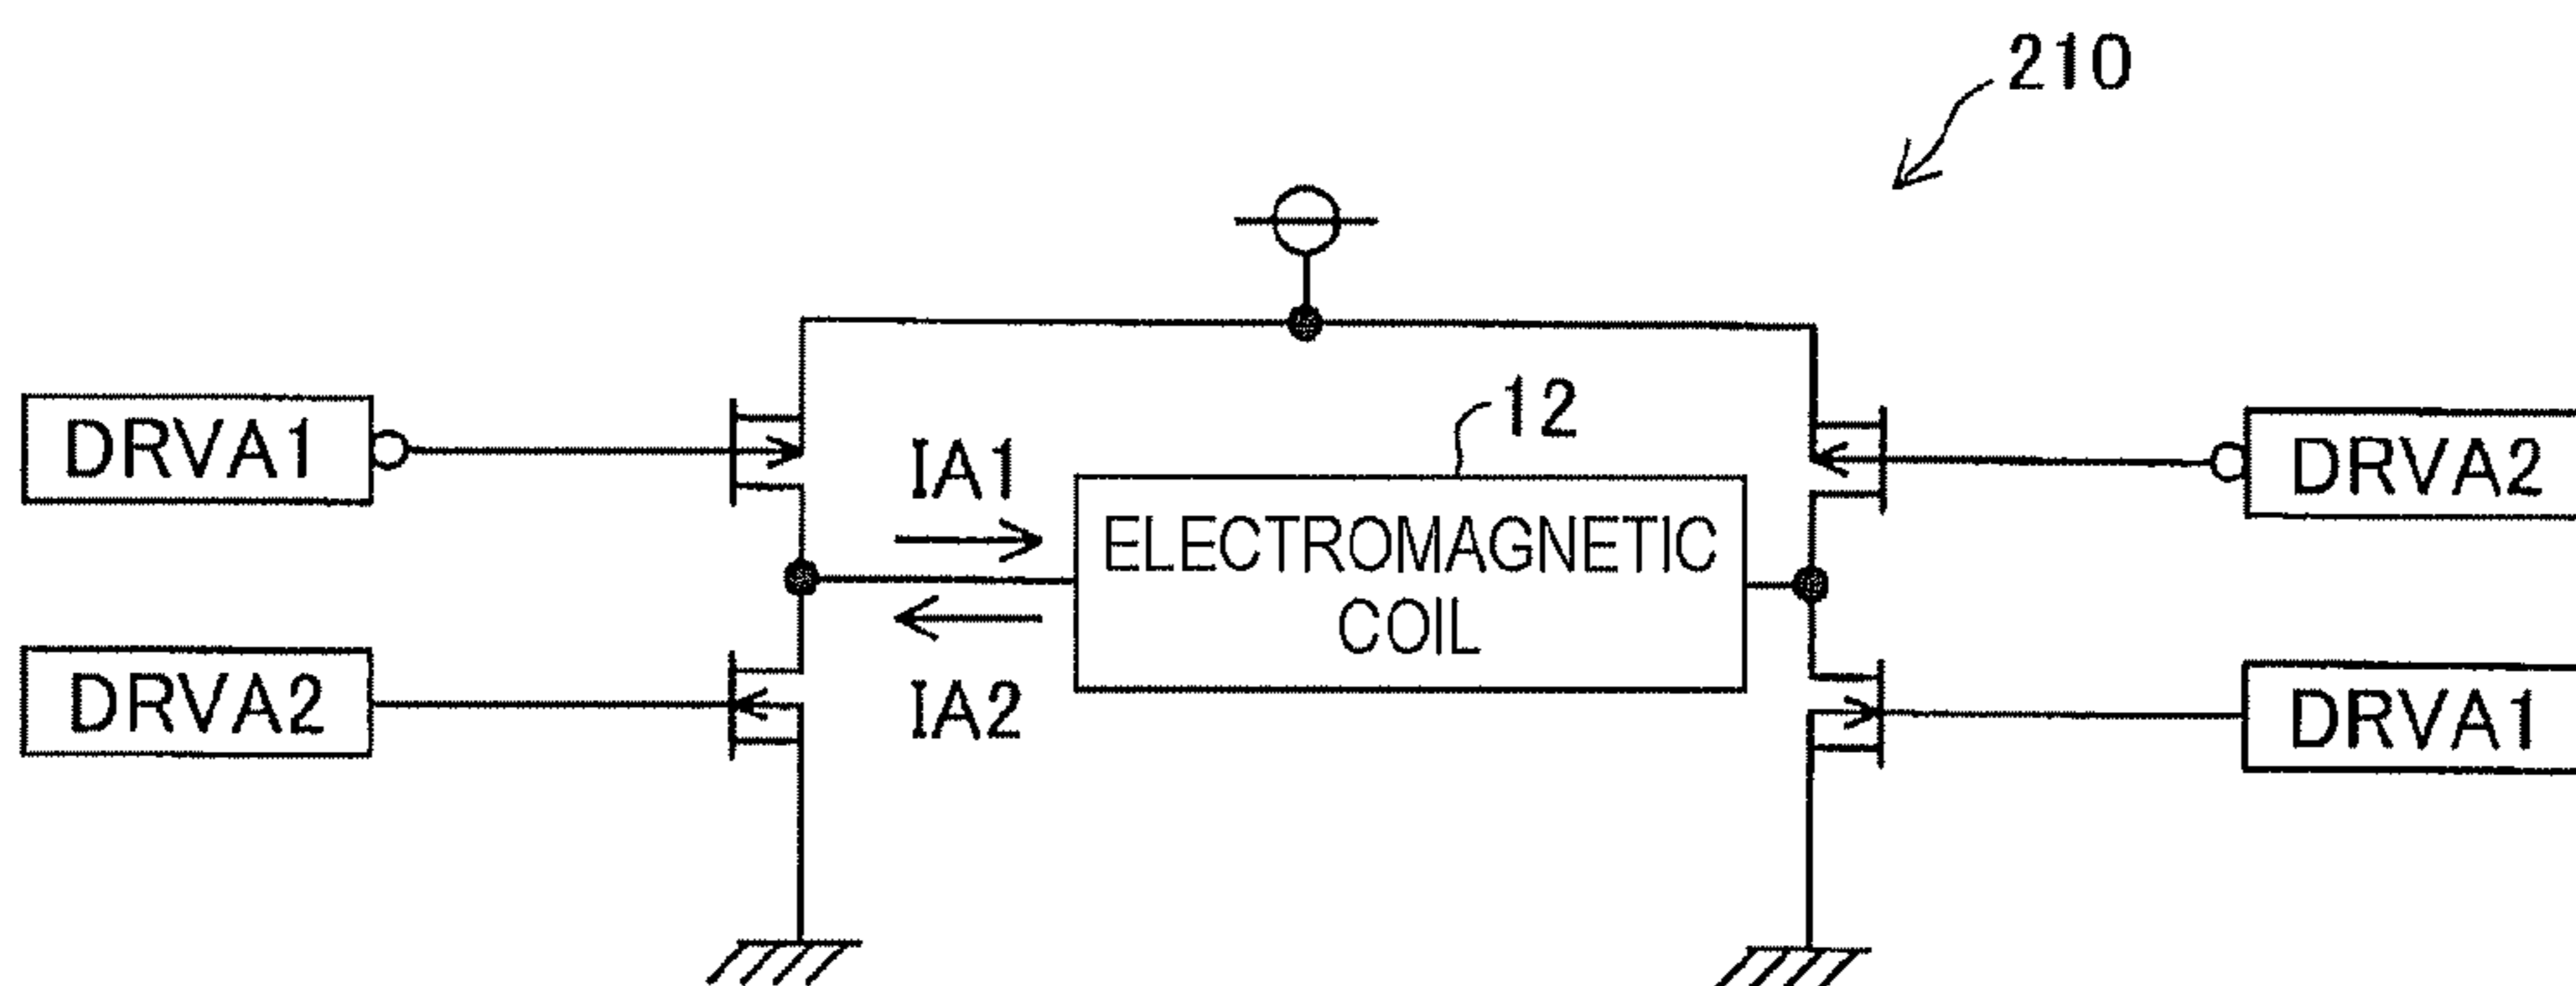 210
12
DRVA1
IA1
DRVA2
ELECTROMAGNETIC
COIL
DRVA2
IA2
DRVA1